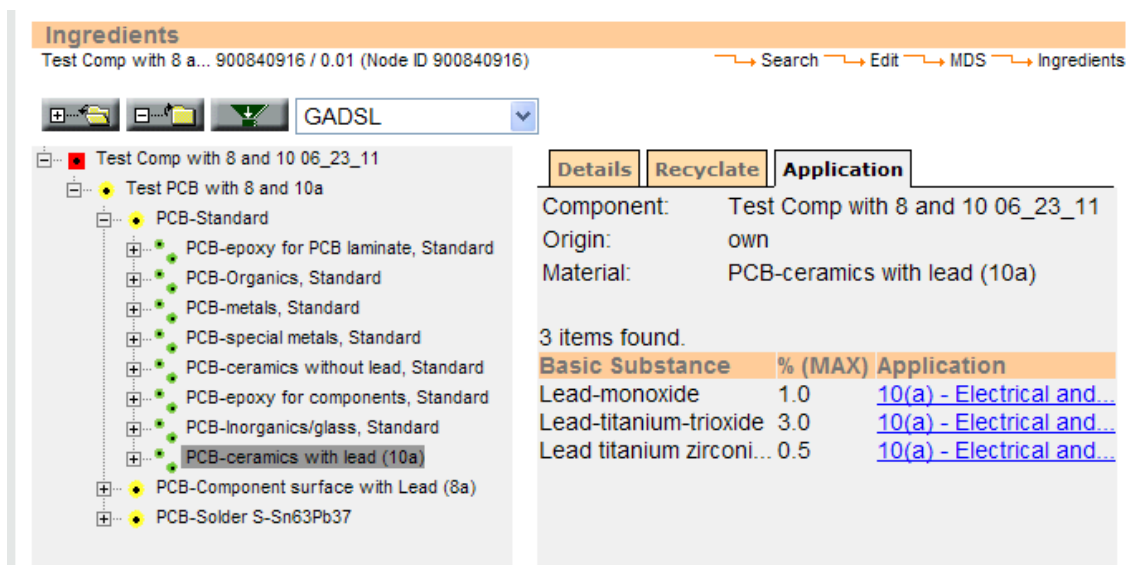 Ingredients
Test Comp with 8 a... 900840916 / 0.01 (Node ID 900840916)
Search Edit MDS Ingredients
GADSL
Test Comp with 8 and 10 06_23_11
Test PCB with 8 and 10a
PCB-Standard
PCB-epoxy for PCB laminate, Standard
PCB-Organics, Standard
PCB-metals, Standard
PCB-special metals, Standard
PCB-ceramics without lead, Standard
PCB-epoxy for components, Standard
PCB-Inorganics/glass, Standard
PCB-ceramics with lead (10a)
PCB-Component surface with Lead (8a)
PCB-Solder S-Sn63Pb37
Details Recyclate Application
Component: Test Comp with 8 and 10 06_23_11
Origin: own
Material: PCB-ceramics with lead (10a)
3 items found.
Basic Substance % (MAX) Application
Lead-monoxide 1.0 10(a) - Electrical and...
Lead-titanium-trioxide 3.0 10(a) - Electrical and...
Lead titanium zirconi... 0.5 10(a) - Electrical and...